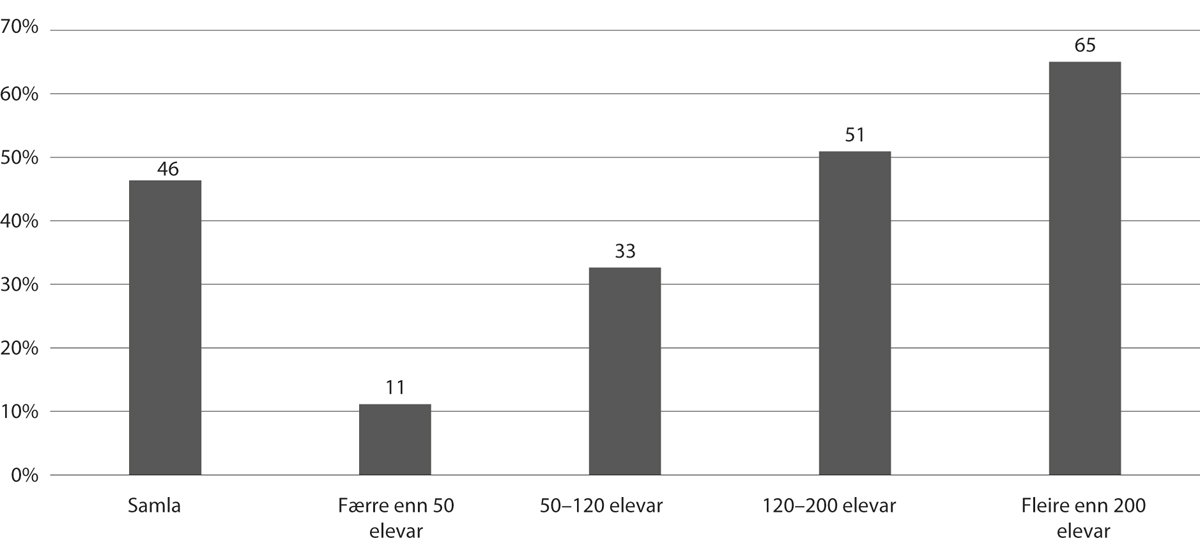 70%
60%
50%
40%
30%
20%
10%
0%
46
11
33
51
65
Samla
Færre enn 50
elevar
50–120 elevar
120–200 elevar
Fleire enn 200
elevar